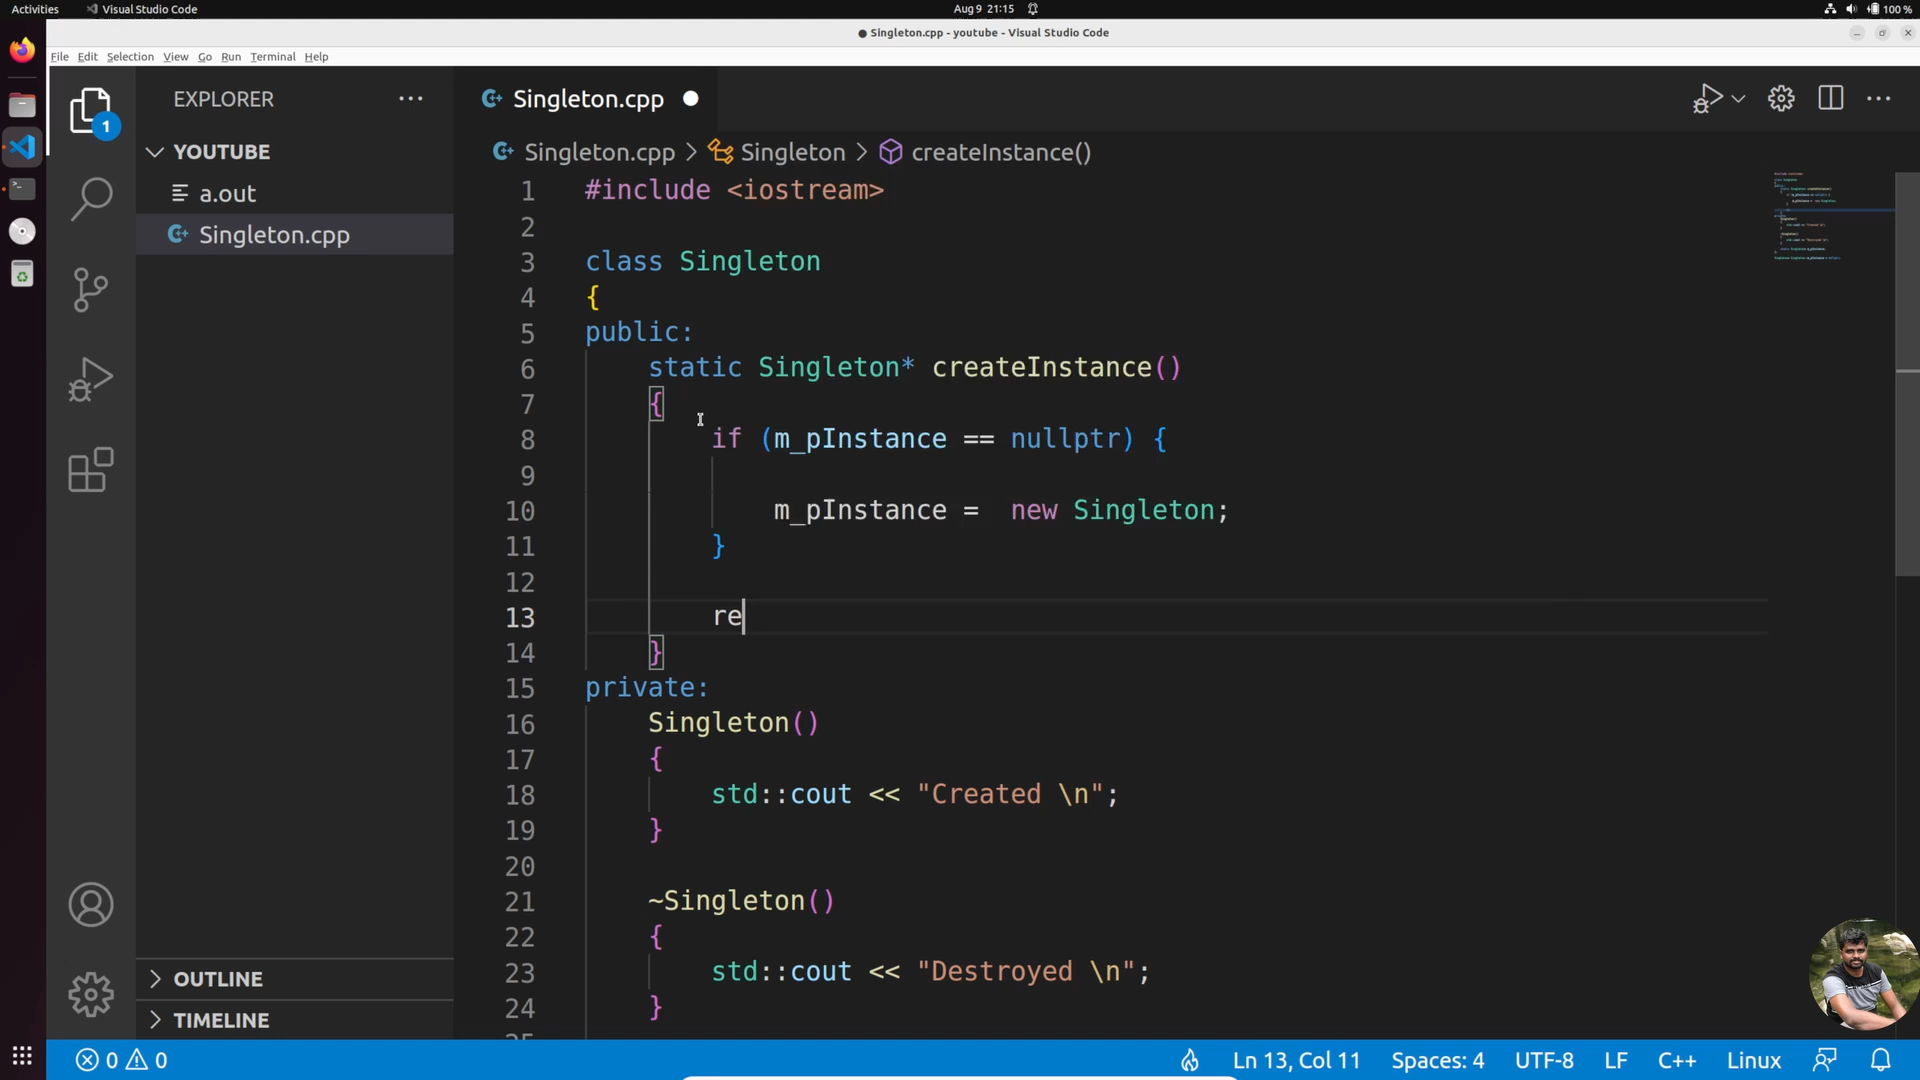 Activities Visual Studio Code Aug 9 21:15 100 %
Singleton.cpp - youtube - Visual Studio Code
File Edit Selection View Go Run Terminal Help
EXPLORER
1
YOUTUBE
a.out
Singleton.cpp
OUTLINE
TIMELINE
Singleton.cpp
Singleton.cpp > Singleton > createInstance()
1 #include <iostream>
2
3 class Singleton
4 {
5 public:
6 static Singleton* createInstance()
7 {
8 if (m_pInstance == nullptr) {
9
10 m_pInstance =  new Singleton;
11 }
12
13 re
14 }
15 private:
16 Singleton()
17 {
18 std::cout << "Created \n";
19 }
20
21 ~Singleton()
22 {
23 std::cout << "Destroyed \n";
24 }
0 0 Ln 13, Col 11 Spaces: 4 UTF-8 LF C++ Linux